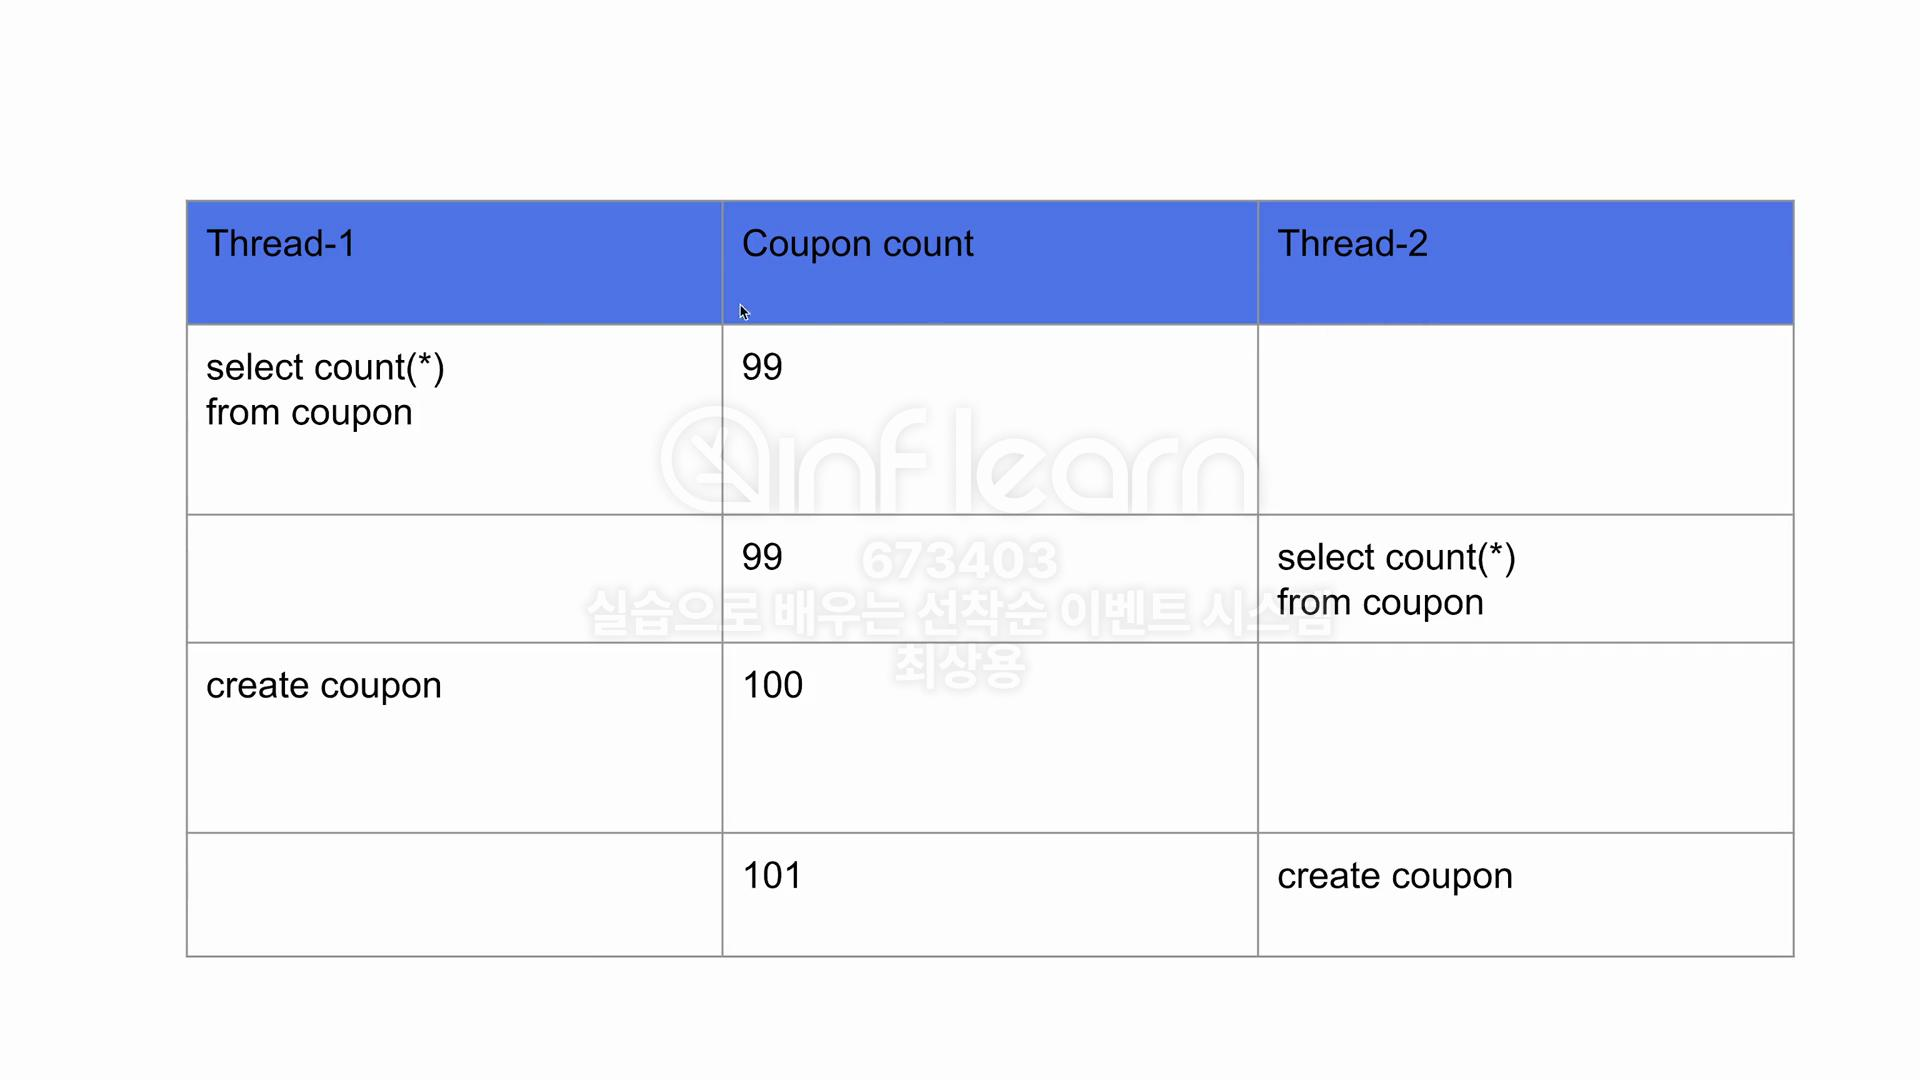 Thread-1
Coupon count
Thread-2
select count(*)
from coupon
99
inflearn
99
673403
select count(*)
from coupon
실습으로 배우는 선착순 이벤트 시스템
최상용
create coupon
100
101
create coupon